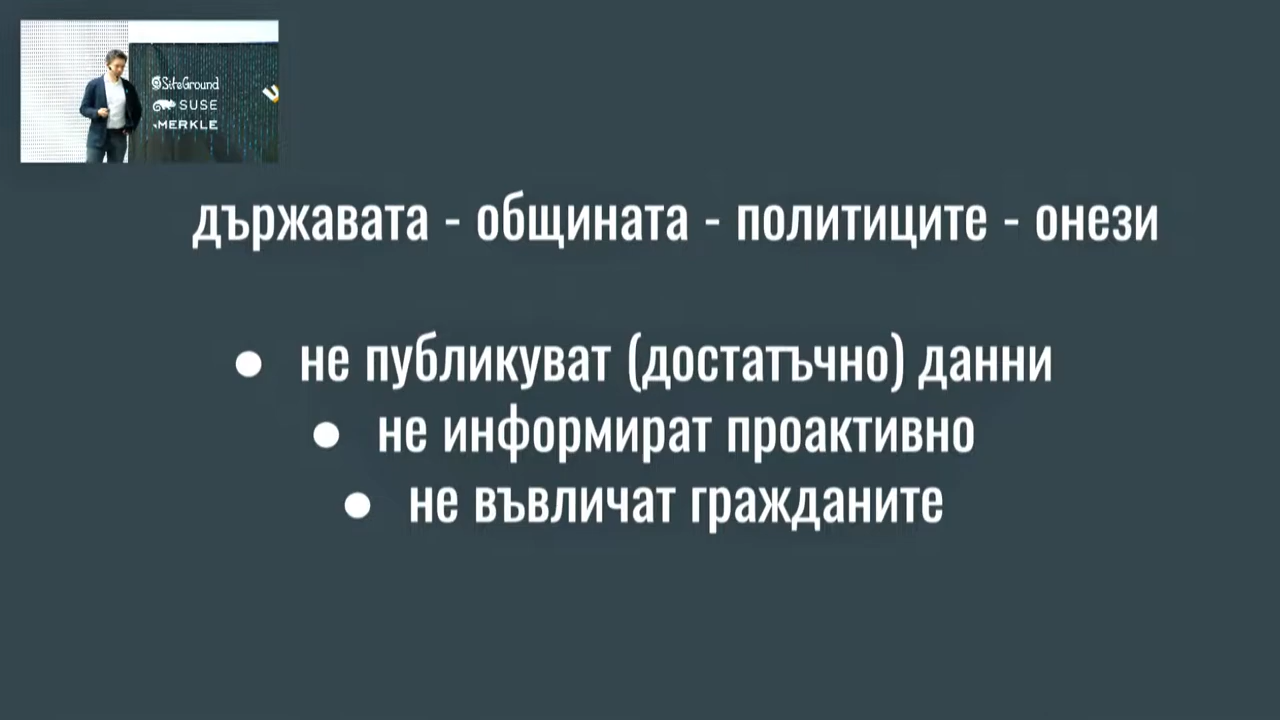 SiteGround
SUSE
MERKLE
държавата - общината - политиците - онези
● не публикуват (достатъчно) данни
● не информират проактивно
● не въвличат гражданите